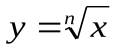 y = ⁿ√x